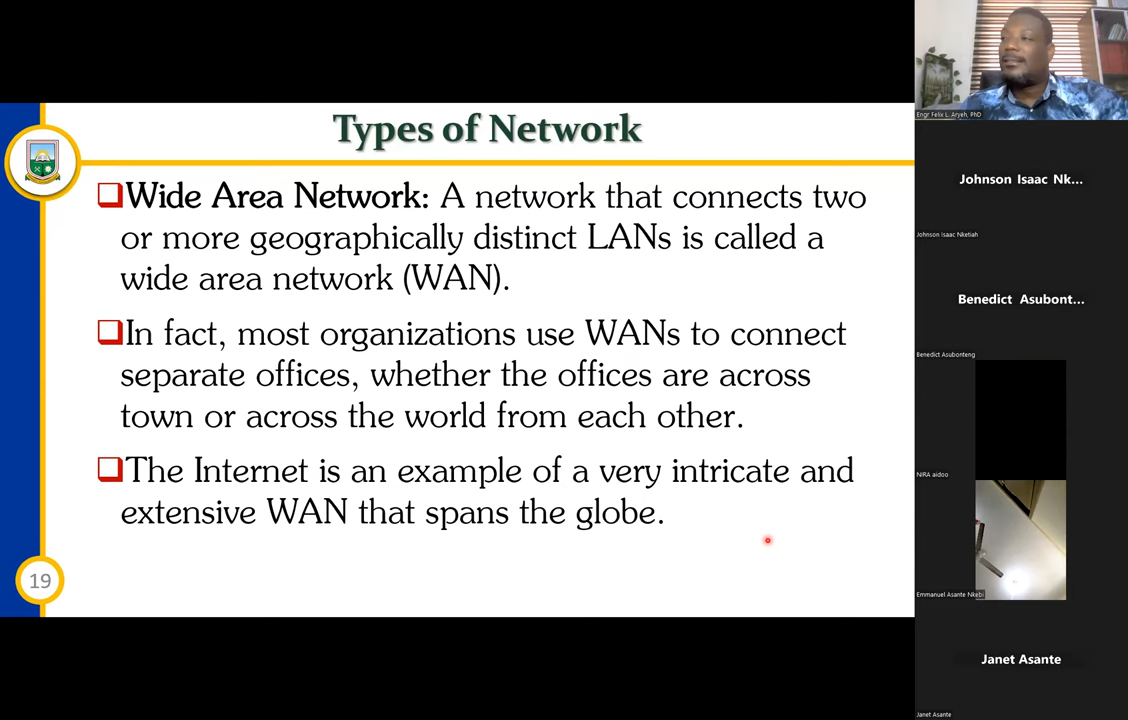 Types of Network
❑Wide Area Network: A network that connects two
or more geographically distinct LANs is called a
wide area network (WAN).
❑In fact, most organizations use WANs to connect
separate offices, whether the offices are across
town or across the world from each other.
❑The Internet is an example of a very intricate and
extensive WAN that spans the globe.
19
Engr Felix L. Aryeh, PhD
Johnson Isaac Nk...
Johnson Isaac Nketiah
Benedict Asubont...
Benedict Asubonteng
NIRA aidoo
Emmanuel Asante Nkebi
Janet Asante
Janet Asante